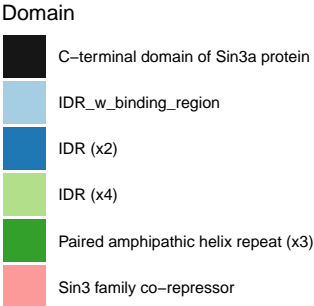 Domain
C−terminal domain of Sin3a protein
IDR_w_binding_region
IDR (x2)
IDR (x4)
Paired amphipathic helix repeat (x3)
Sin3 family co−repressor